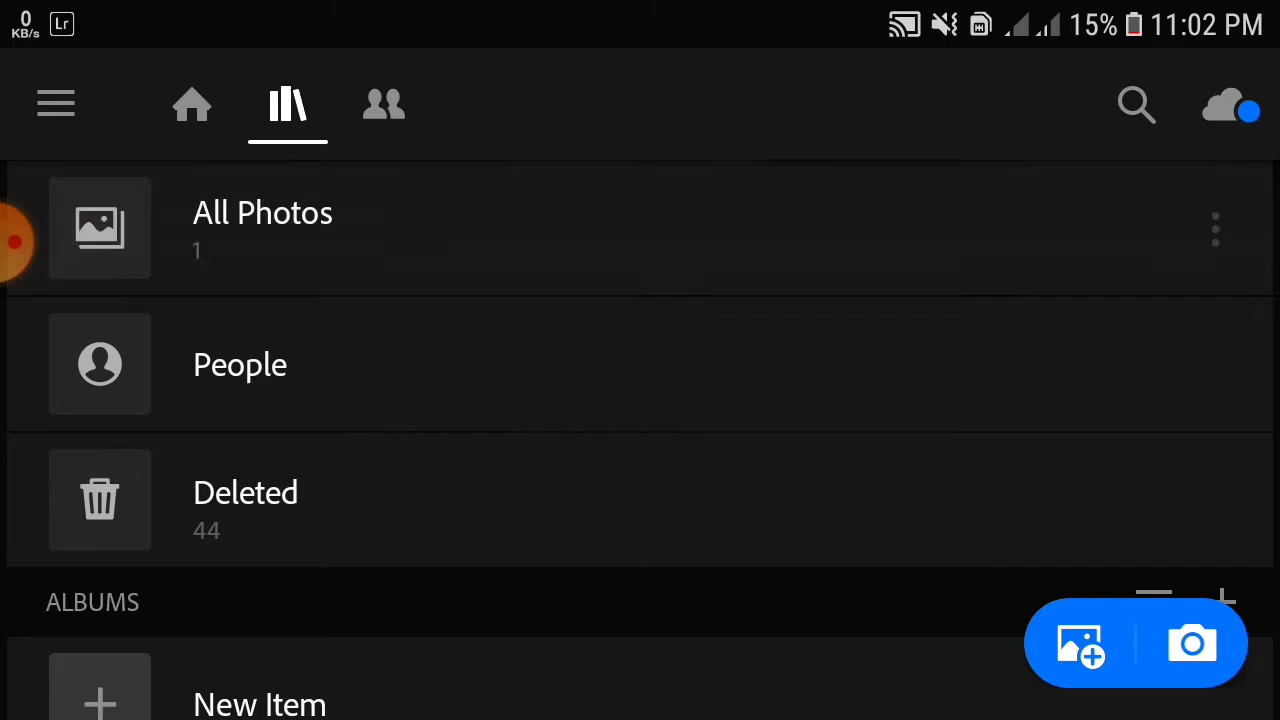 0
KB/s Lr 15% 11:02 PM
All Photos
1
People
Deleted
44
ALBUMS
New Item